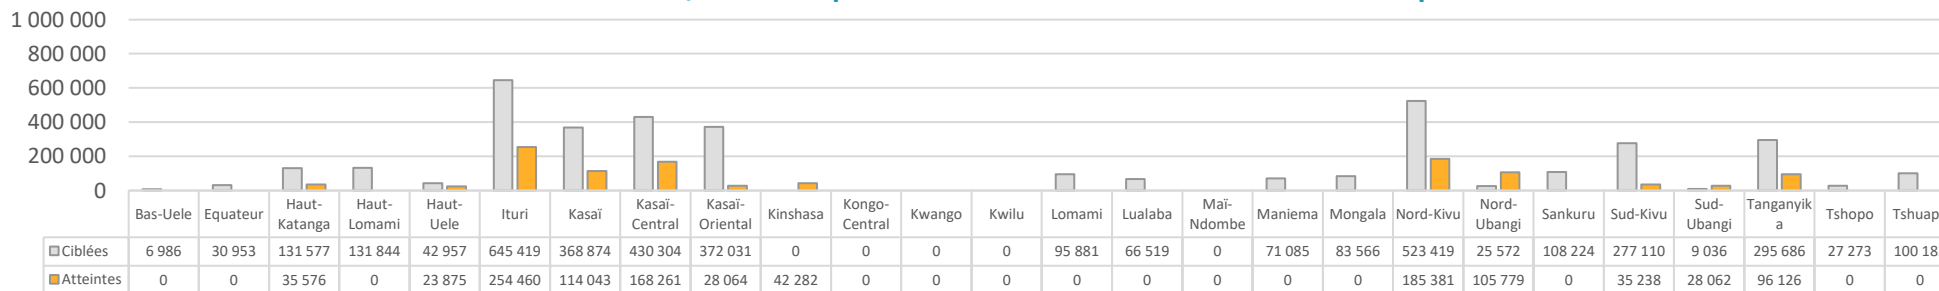 1 000 000
800 000
600 000
400 000
200 000
0
Bas-Uele Equateur Haut-Katanga Haut-Lomami Haut-Uele Ituri Kasaï Kasaï-Central Kasaï-Oriental Kinshasa Kongo-Central Kwango Kwilu Lomami Lualaba Maï-Ndombe Maniema Mongala Nord-Kivu Nord-Ubangi Sankuru Sud-Kivu Sud-Ubangi Tanganyika Tshopo Tshuap
Ciblées 6 986 30 953 131 577 131 844 42 957 645 419 368 874 430 304 372 031 0 0 0 0 95 881 66 519 0 71 085 83 566 523 419 25 572 108 224 277 110 9 036 295 686 27 273 100 18
Atteintes 0 0 35 576 0 23 875 254 460 114 043 168 261 28 064 42 282 0 0 0 0 0 0 0 0 185 381 105 779 0 35 238 28 062 96 126 0 0